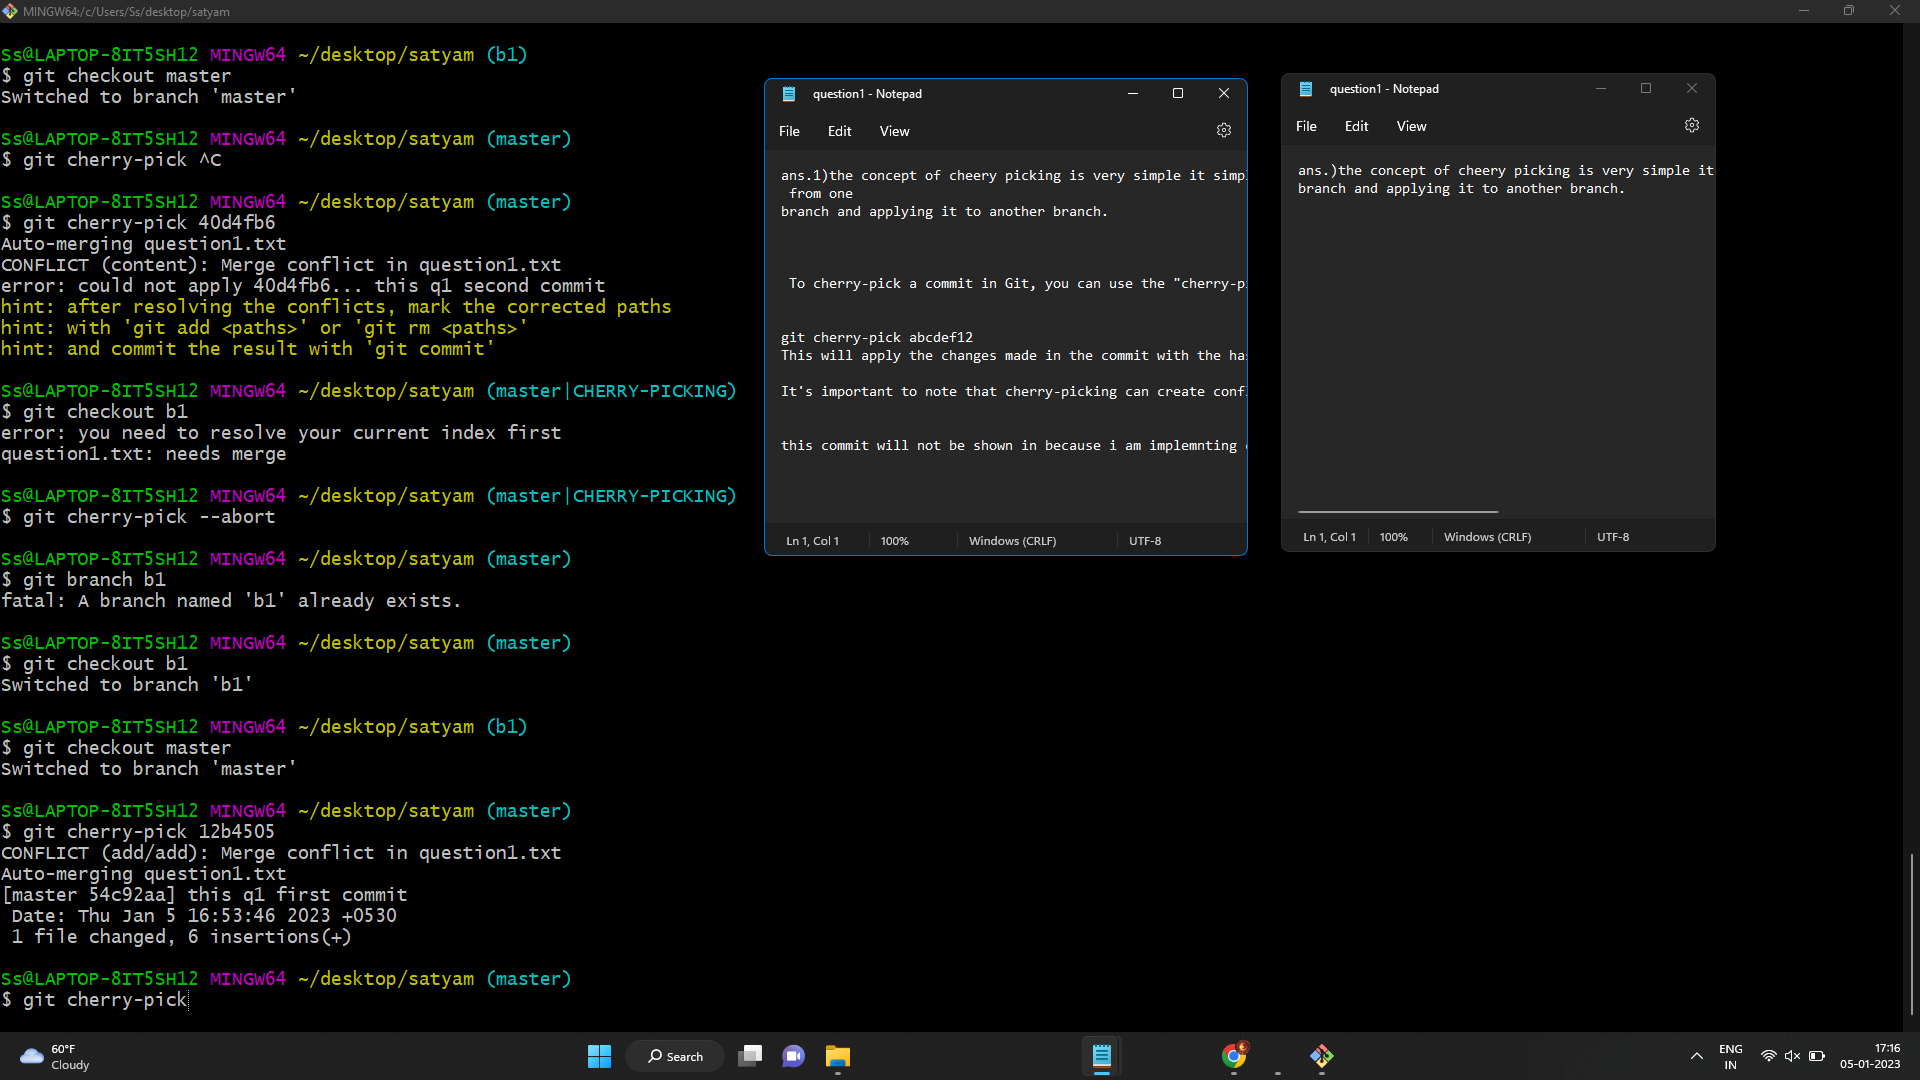 MINGW64:/c/Users/Ss/desktop/satyam
Ss@LAPTOP-8IT5SH12 MINGW64 ~/desktop/satyam (b1)
$ git checkout master
Switched to branch 'master'
Ss@LAPTOP-8IT5SH12 MINGW64 ~/desktop/satyam (master)
$ git cherry-pick ^C
Ss@LAPTOP-8IT5SH12 MINGW64 ~/desktop/satyam (master)
$ git cherry-pick 40d4fb6
Auto-merging question1.txt
CONFLICT (content): Merge conflict in question1.txt
error: could not apply 40d4fb6... this q1 second commit
hint: after resolving the conflicts, mark the corrected paths
hint: with 'git add <paths>' or 'git rm <paths>'
hint: and commit the result with 'git commit'
Ss@LAPTOP-8IT5SH12 MINGW64 ~/desktop/satyam (master|CHERRY-PICKING)
$ git checkout b1
error: you need to resolve your current index first
question1.txt: needs merge
Ss@LAPTOP-8IT5SH12 MINGW64 ~/desktop/satyam (master|CHERRY-PICKING)
$ git cherry-pick --abort
Ss@LAPTOP-8IT5SH12 MINGW64 ~/desktop/satyam (master)
$ git branch b1
fatal: A branch named 'b1' already exists.
Ss@LAPTOP-8IT5SH12 MINGW64 ~/desktop/satyam (master)
$ git checkout b1
Switched to branch 'b1'
Ss@LAPTOP-8IT5SH12 MINGW64 ~/desktop/satyam (b1)
$ git checkout master
Switched to branch 'master'
Ss@LAPTOP-8IT5SH12 MINGW64 ~/desktop/satyam (master)
$ git cherry-pick 12b4505
CONFLICT (add/add): Merge conflict in question1.txt
Auto-merging question1.txt
[master 54c92aa] this q1 first commit
Date: Thu Jan 5 16:53:46 2023 +0530
1 file changed, 6 insertions(+)
Ss@LAPTOP-8IT5SH12 MINGW64 ~/desktop/satyam (master)
$ git cherry-pick
question1 - Notepad
File Edit View
ans.1)the concept of cheery picking is very simple it
from one
branch and applying it to another branch.
To cherry-pick a commit in Git, you can use the
git cherry-pick abcdef12
This will apply the changes made in the commit with the
It's important to note that cherry-picking can create
this commit will not be shown in because i am implemnting
Ln 1, Col 1 100% Windows (CRLF) UTF-8
question1 - Notepad
File Edit View
ans.)the concept of cheery picking is very simple it
branch and applying it to another branch.
Ln 1, Col 1 100% Windows (CRLF) UTF-8
60°F
Cloudy
Search
ENG
IN
17:16
05-01-2023